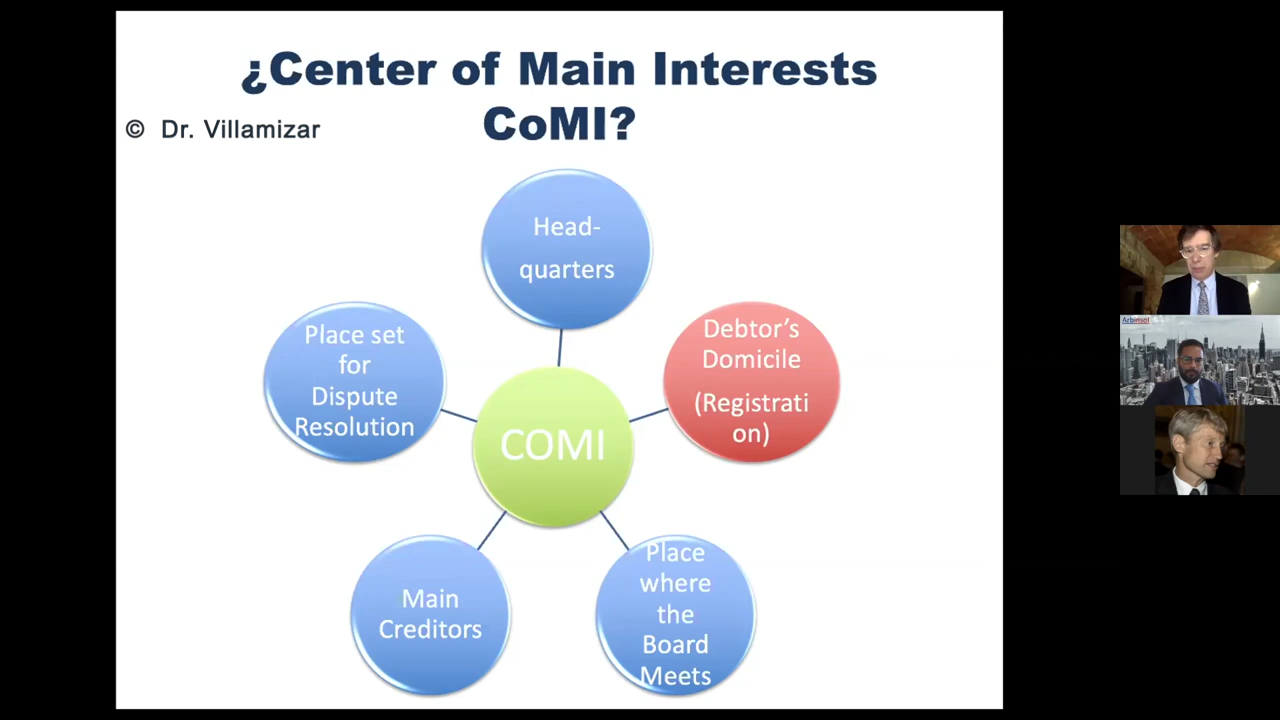 ¿Center of Main Interests
CoMI?
© Dr. Villamizar
Head-
quarters
Debtor’s
Domicile
(Registrati
on)
Place
where
the
Board
Meets
Main
Creditors
Place set
for
Dispute
Resolution
COMI
Arbinsol